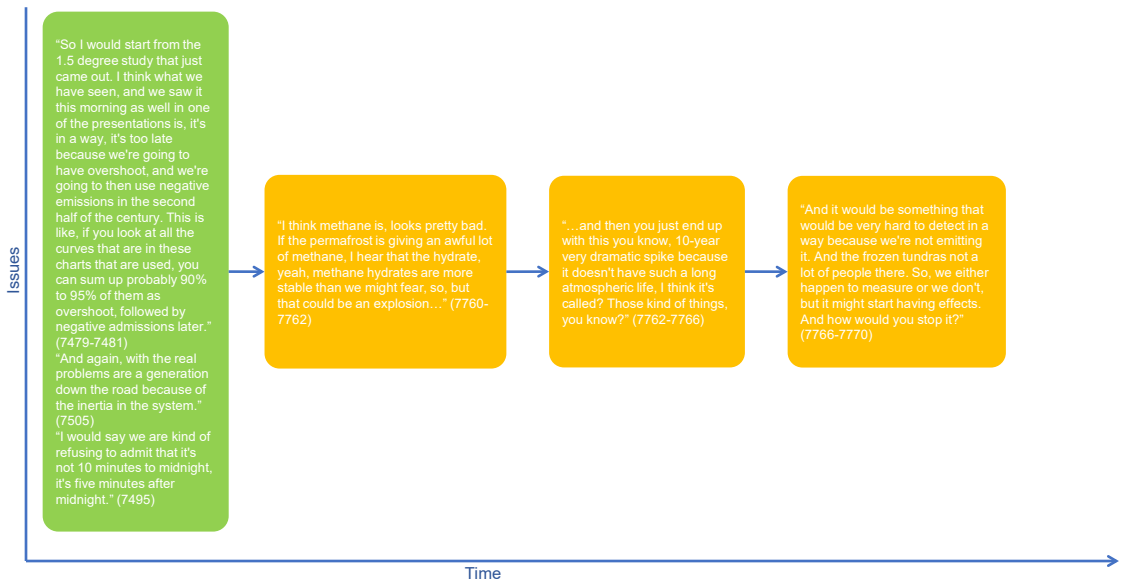 “So I would start from the
1.5 degree study that just
came out. I think what we
have seen, and we saw it
this morning as well in one
of the presentations is, it's
in a way, it's too late
because we're going to
have overshoot, and we're
going to then use negative
emissions in the second
half of the century. This is
like, if you look at all the
curves that are in these
charts that are used, you
can sum up probably 90%
to 95% of them as
overshoot, followed by
negative admissions later.”
(7479-7481)
“And again, with the real
problems are a generation
down the road because of
the inertia in the system.”
(7505)
“I would say we are kind of
refusing to admit that it's
not 10 minutes to midnight,
it's five minutes after
midnight.” (7495)
“I think methane is, looks pretty bad.
If the permafrost is giving an awful lot
of methane, I hear that the hydrate,
yeah, methane hydrates are more
stable than we might fear, so, but
that could be an explosion…” (7760-
7762)
“…and then you just end up
with this you know, 10-year
very dramatic spike because
it doesn't have such a long
atmospheric life, I think it's
called? Those kind of things,
you know?” (7762-7766)
“And it would be something that
would be very hard to detect in a
way because we're not emitting
it. And the frozen tundras not a
lot of people there. So, we either
happen to measure or we don't,
but it might start having effects.
And how would you stop it?”
(7766-7770)
Issues
Time